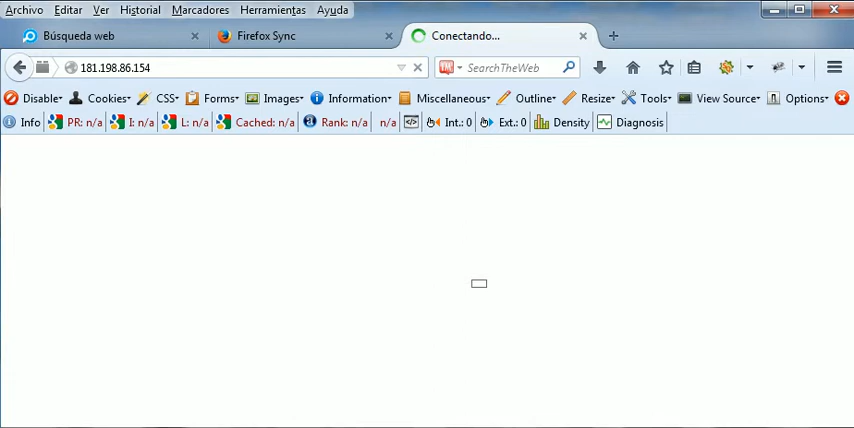 Archivo Editar Ver Historial Marcadores Herramientas Ayuda
Búsqueda web Firefox Sync Conectando...
181.198.86.154 SearchTheWeb
Disable Cookies CSS Forms Images Information Miscellaneous Outline Resize Tools View Source Options
Info PR: n/a I: n/a L: n/a Cached: n/a Rank: n/a n/a Int.: 0 Ext.: 0 Density Diagnosis